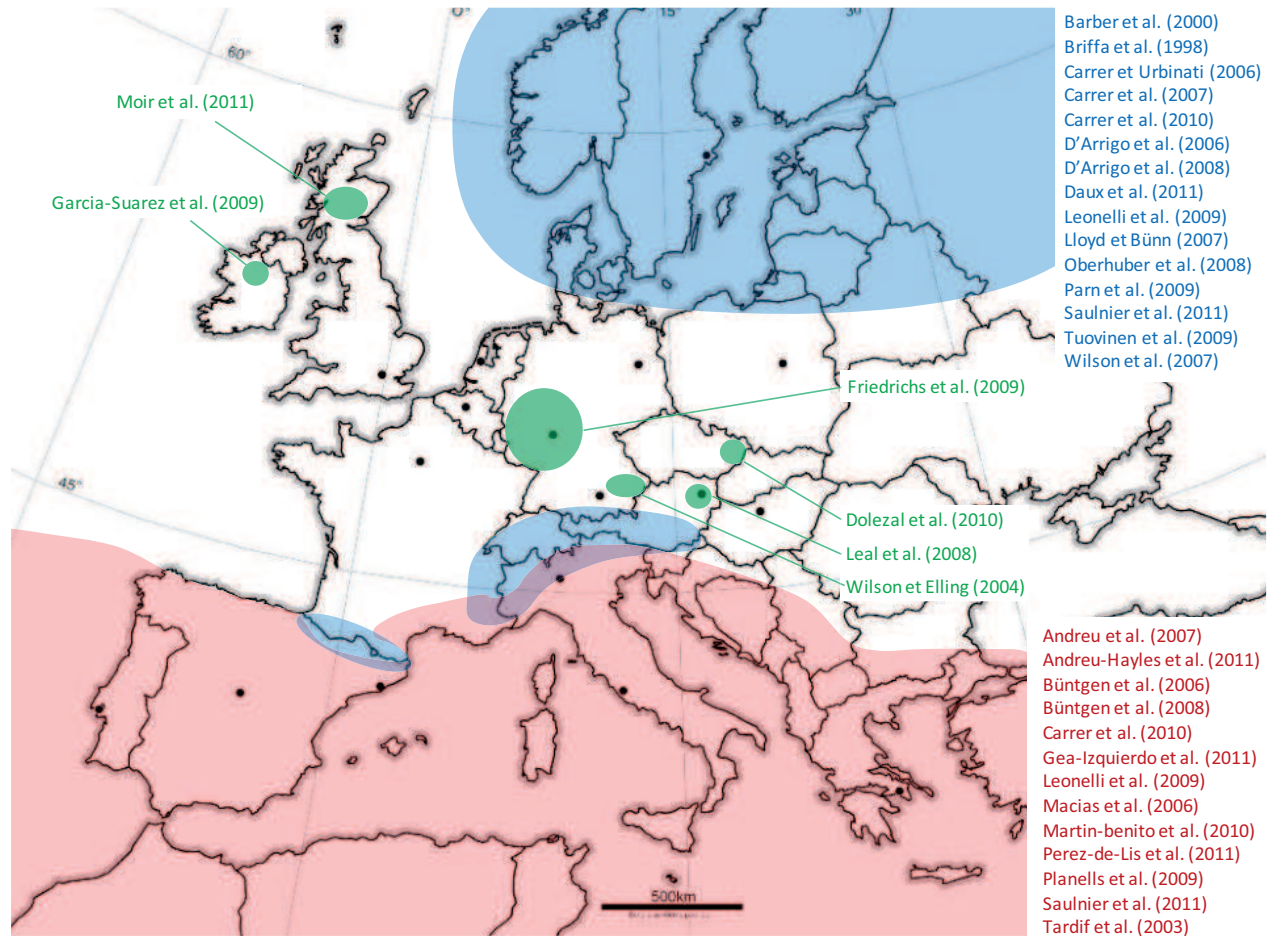 0°
15°
30°
60°
45°
Moir et al. (2011)
Garcia-Suarez et al. (2009)
Barber et al. (2000)
Briffa et al. (1998)
Carrer et Urbinati (2006)
Carrer et al. (2007)
Carrer et al. (2010)
D’Arrigo et al. (2006)
D’Arrigo et al. (2008)
Daux et al. (2011)
Leonelli et al. (2009)
Lloyd et Bünn (2007)
Oberhuber et al. (2008)
Parn et al. (2009)
Saulnier et al. (2011)
Tuovinen et al. (2009)
Wilson et al. (2007)
Friedrichs et al. (2009)
Dolezal et al. (2010)
Leal et al. (2008)
Wilson et Elling (2004)
Andreu et al. (2007)
Andreu-Hayles et al. (2011)
Büntgen et al. (2006)
Büntgen et al. (2008)
Carrer et al. (2010)
Gea-Izquierdo et al. (2011)
Leonelli et al. (2009)
Macias et al. (2006)
Martin-benito et al. (2010)
Perez-de-Lis et al. (2011)
Planells et al. (2009)
Saulnier et al. (2011)
Tardif et al. (2003)
500km